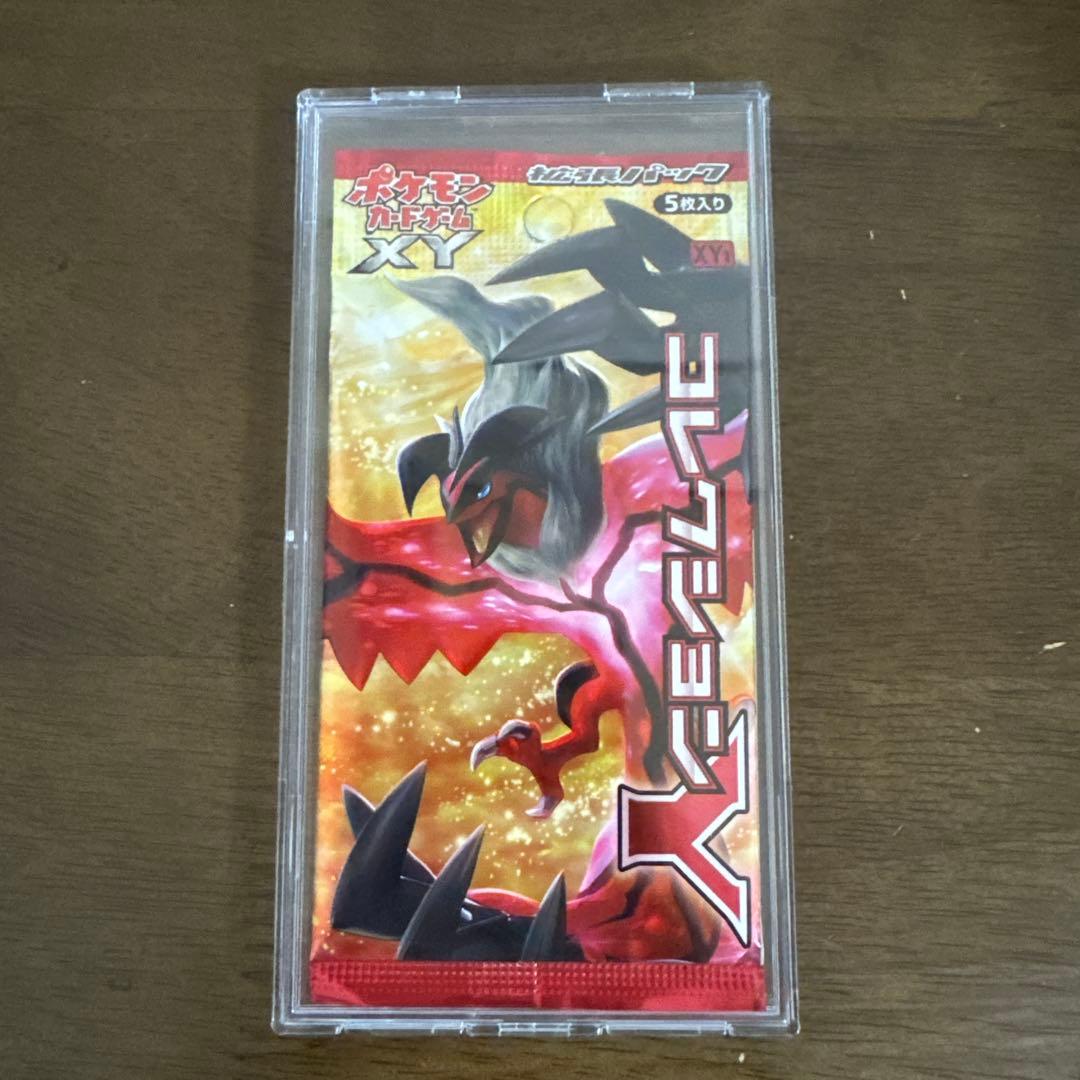 ポケモン
カードゲーム
XY
拡張パック
5枚入り
XY1
コレクションY